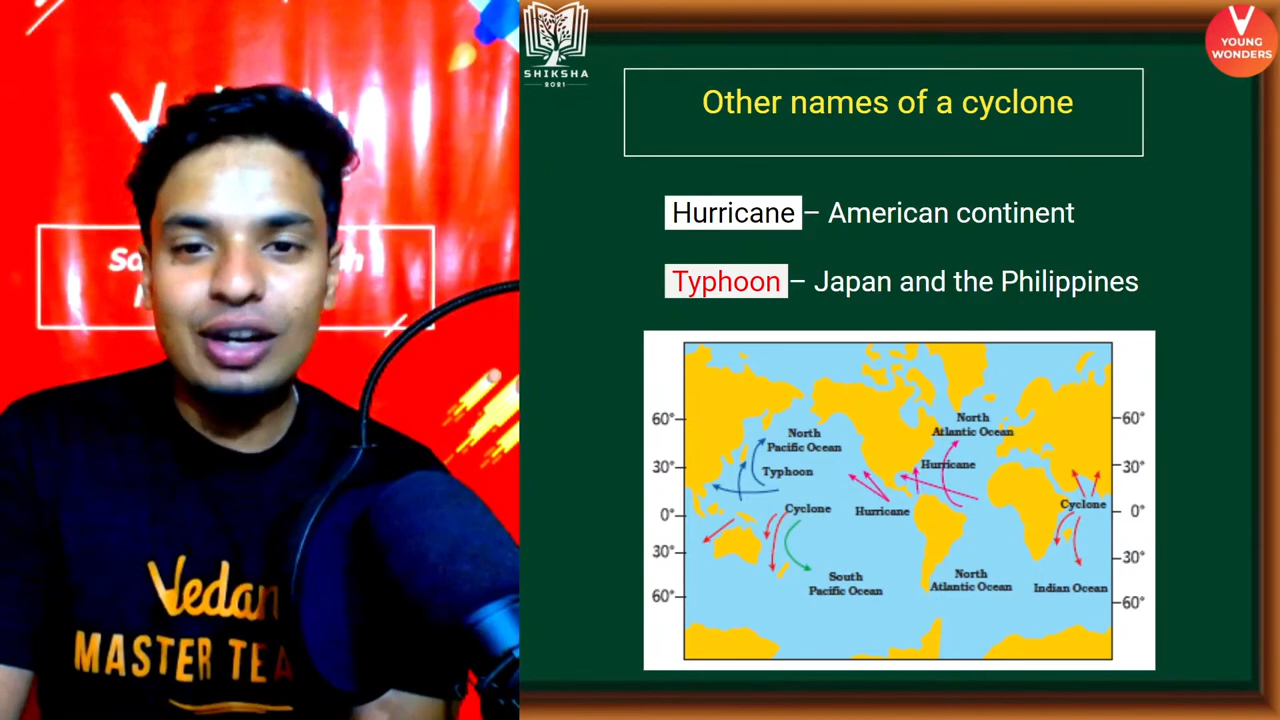 SHIKSHA
2021
YOUNG
WONDERS
Other names of a cyclone
Hurricane – American continent
Typhoon – Japan and the Philippines
60°
30°
0°
30°
60°
North
Pacific Ocean
Typhoon
Cyclone
Hurricane
South
Pacific Ocean
North
Atlantic Ocean
Hurricane
North
Atlantic Ocean
Cyclone
Indian Ocean
60°
30°
0°
30°
60°
Vedan
MASTER TEA